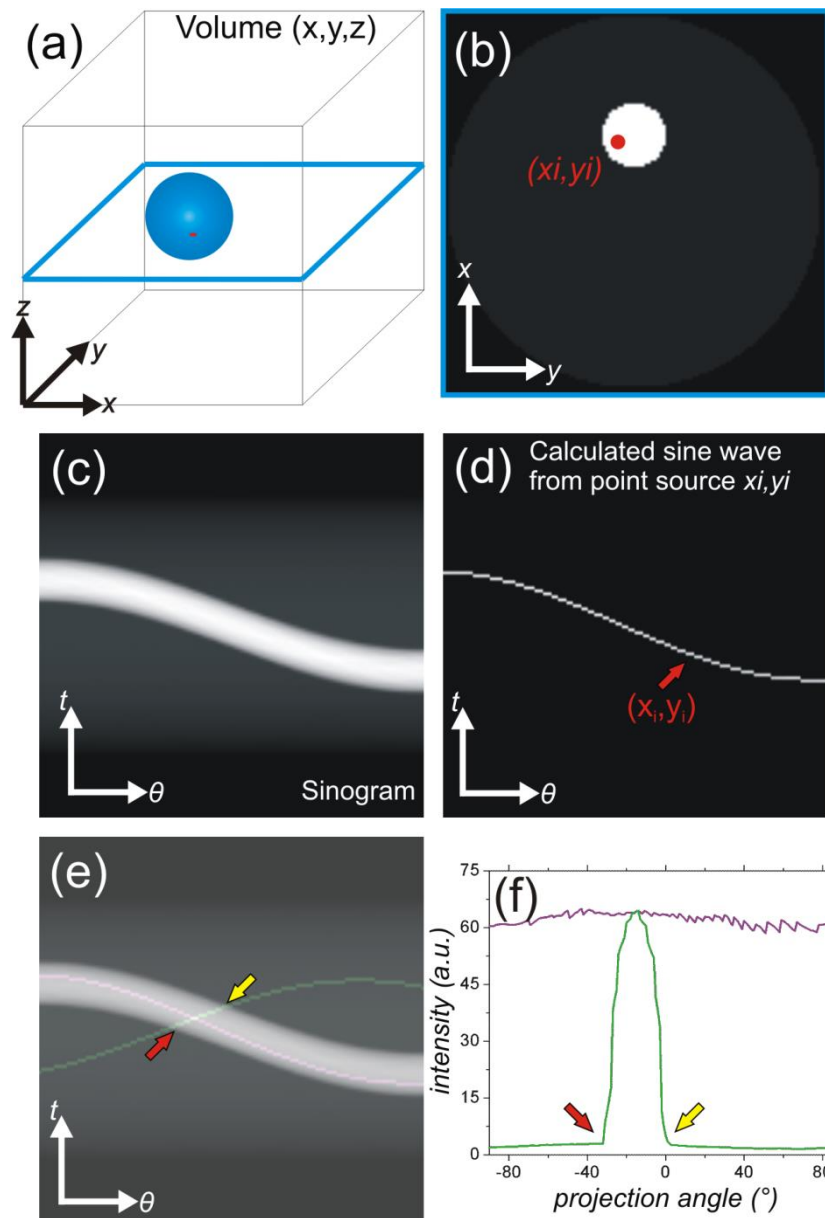 (a)
Volume (x,y,z)
z
y
x
(b)
(xi,yi)
x
y
(c)
t
θ
Sinogram
(d)
Calculated sine wave
from point source xi,yi
(xᵢ,yᵢ)
t
θ
(e)
t
θ
(f)
75
60
45
30
15
0
intensity (a.u.)
-80
-40
0
40
80
projection angle (°)